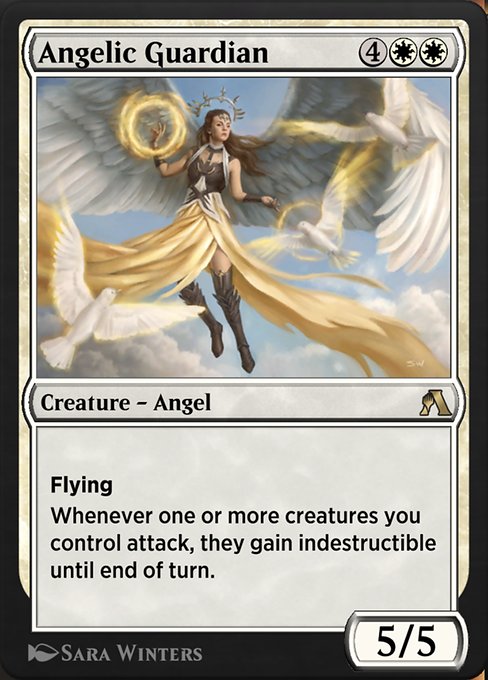 Angelic Guardian 4
SW
Creature – Angel
Flying
Whenever one or more creatures you
control attack, they gain indestructible
until end of turn.
5/5
Sara Winters